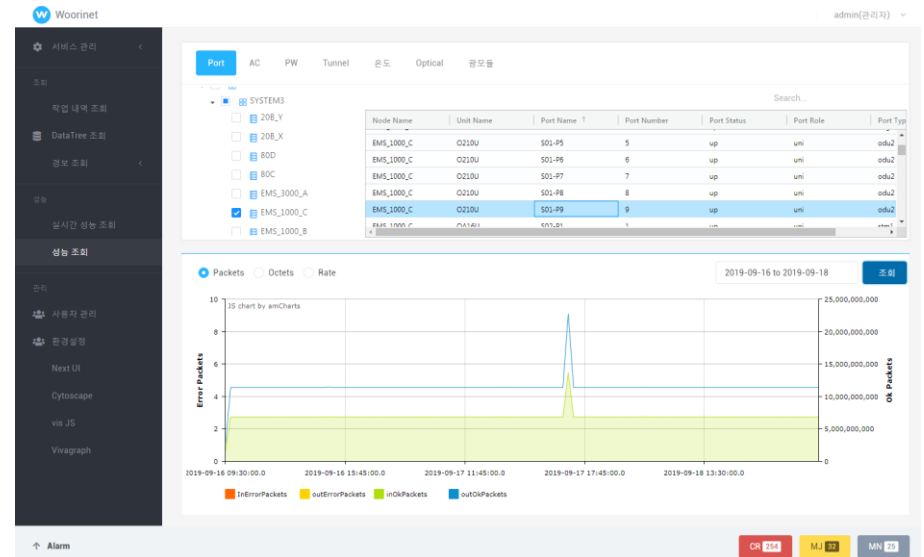 Woorinet
admin(관리자)
서비스 관리
조회
작업 내역 조회
DataTree 조회
경보 조회
성능
실시간 성능 조회
성능 조회
관리
사용자 관리
환경설정
Next UI
Cytoscape
vis JS
Vivagraph
Port AC PW Tunnel 온도 Optical 광모듈
SYSTEM3
20B_Y
20B_X
80D
80C
EMS_3000_A
EMS_1000_C
EMS_1000_B
Search...
Node Name Unit Name Port Name ↑ Port Number Port Status Port Role Port Typ
EMS_1000_C O210U S01-P5 5 up uni odu2
EMS_1000_C O210U S01-P6 6 up uni odu2
EMS_1000_C O210U S01-P7 7 up uni odu2
EMS_1000_C O210U S01-P8 8 up uni odu2
EMS_1000_C O210U S01-P9 9 up uni odu2
Packets Octets Rate
2019-09-16 to 2019-09-18 조회
JS chart by amCharts
Error Packets
10
8
6
4
2
0
25,000,000,000
20,000,000,000
15,000,000,000
10,000,000,000
5,000,000,000
0
Ok Packets
2019-09-16 09:30:00.0 2019-09-16 15:45:00.0 2019-09-17 11:45:00.0 2019-09-17 17:45:00.0 2019-09-18 13:30:00.0
InErrorPackets outErrorPackets inOkPackets outOkPackets
Alarm
CR 254 MJ 32 MN 25